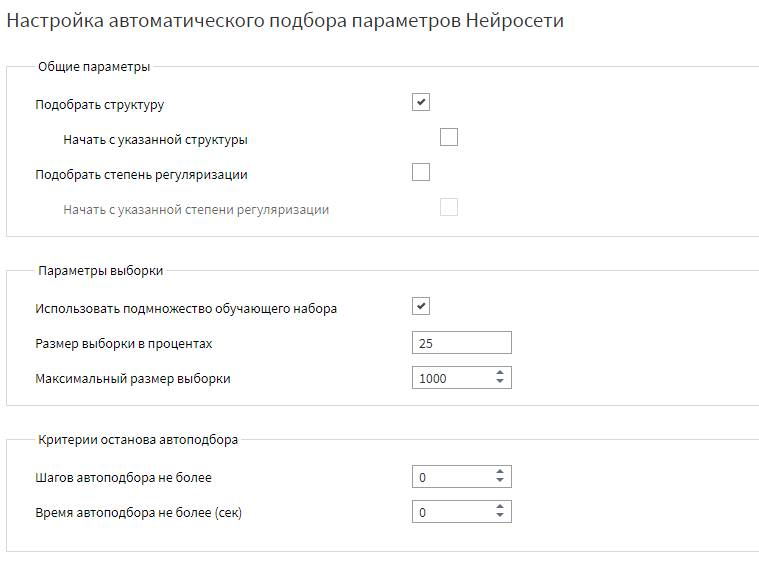 Настройка автоматического подбора параметров Нейросети
Общие параметры
Подобрать структуру
Начать с указанной структуры
Подобрать степень регуляризации
Начать с указанной степени регуляризации
Параметры выборки
Использовать подмножество обучающего набора
Размер выборки в процентах 25
Максимальный размер выборки 1000
Критерии останова автоподбора
Шагов автоподбора не более 0
Время автоподбора не более (сек) 0